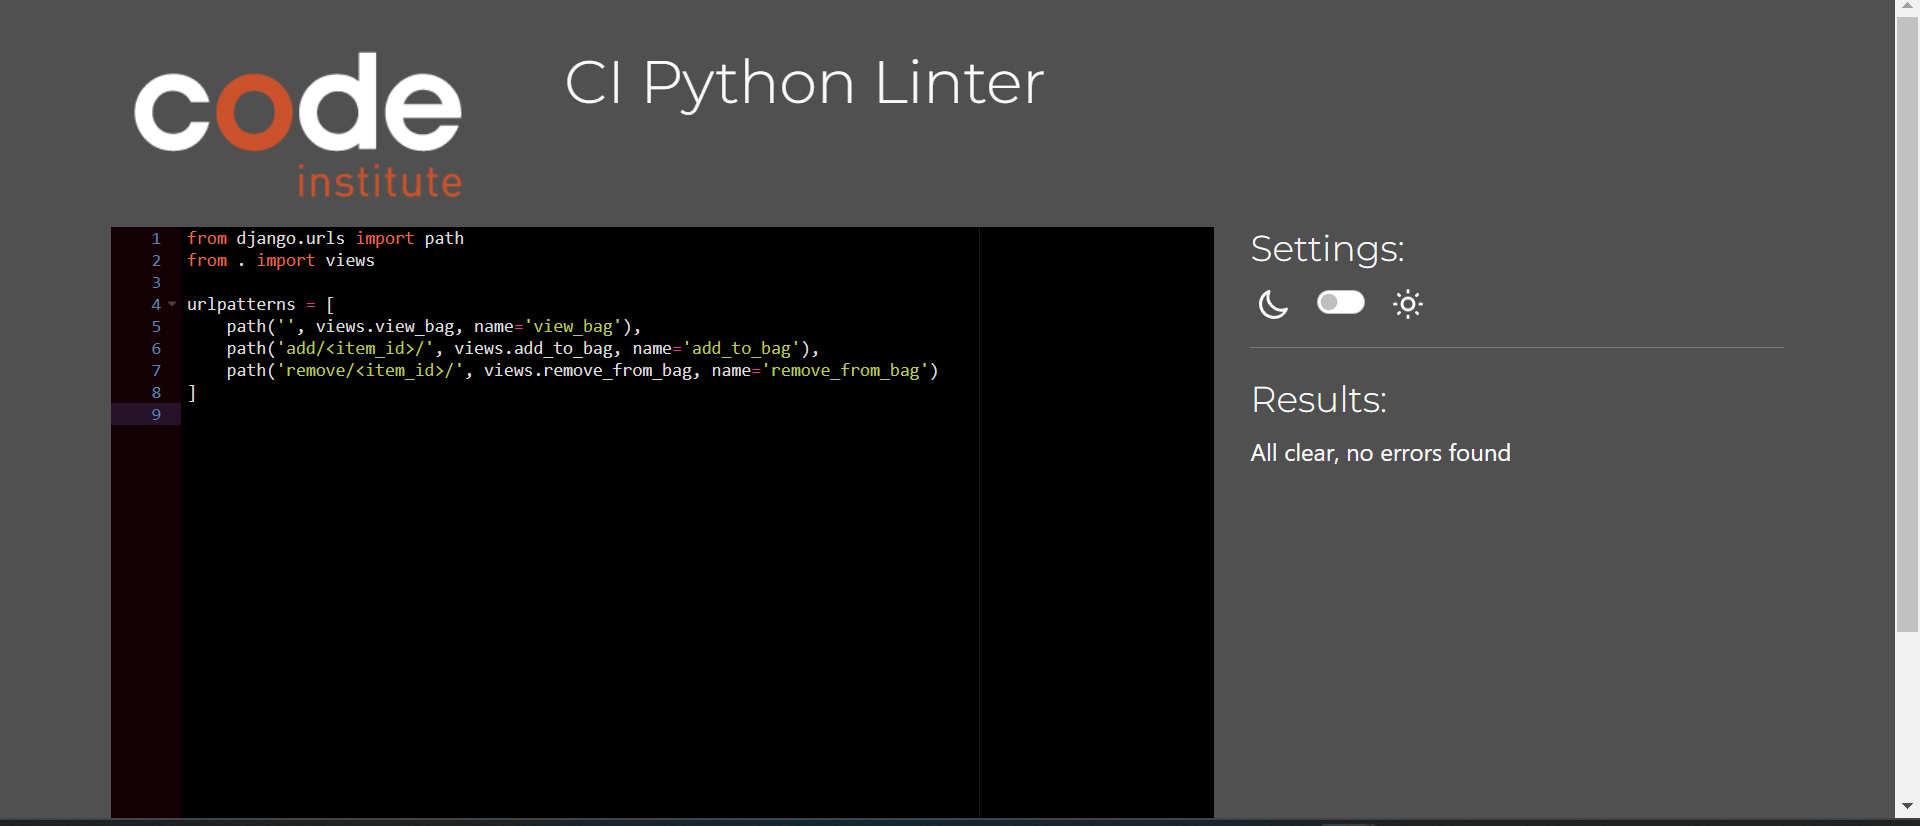 code
institute
CI Python Linter
1 from django.urls import path
2 from . import views
3
4 urlpatterns = [
5     path('', views.view_bag, name='view_bag'),
6     path('add/<item_id>/', views.add_to_bag, name='add_to_bag'),
7     path('remove/<item_id>/', views.remove_from_bag, name='remove_from_bag')
8 ]
9
Settings:
Results:
All clear, no errors found